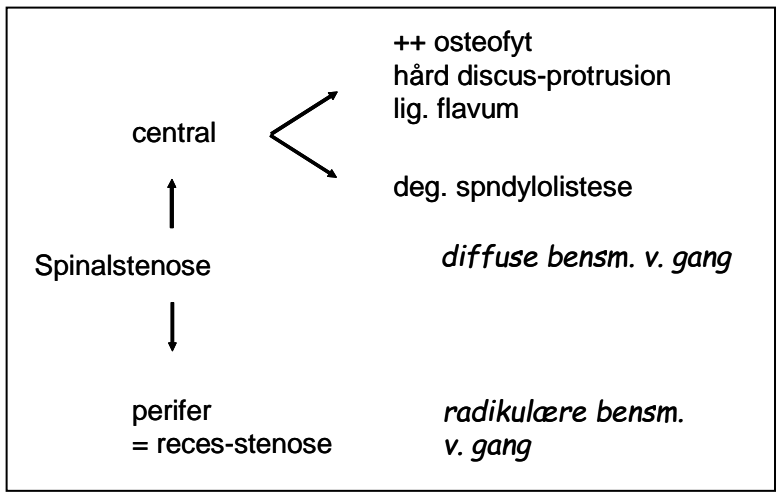 ++ osteofyt
hård discus-protrusion
lig. flavum
central
deg. spndylolistese
Spinalstenose
diffuse bensm. v. gang
perifer
= reces-stenose
radikulære bensm.
v. gang